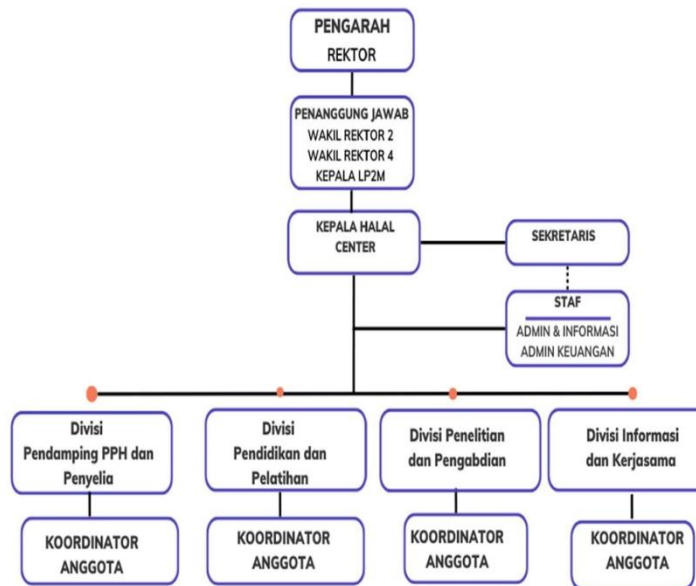 PENGARAH
REKTOR
PENANGGUNG JAWAB
WAKIL REKTOR 2
WAKIL REKTOR 4
KEPALA LP2M
KEPALA HALAL
CENTER
SEKRETARIS
STAF
ADMIN & INFORMASI
ADMIN KEUANGAN
Divisi
Pendamping PPH dan
Penyelia
Divisi
Pendidikan dan
Pelatihan
Divisi Penelitian
dan Pengabdian
Divisi Informasi
dan Kerjasama
KOORDINATOR
ANGGOTA
KOORDINATOR
ANGGOTA
KOORDINATOR
ANGGOTA
KOORDINATOR
ANGGOTA